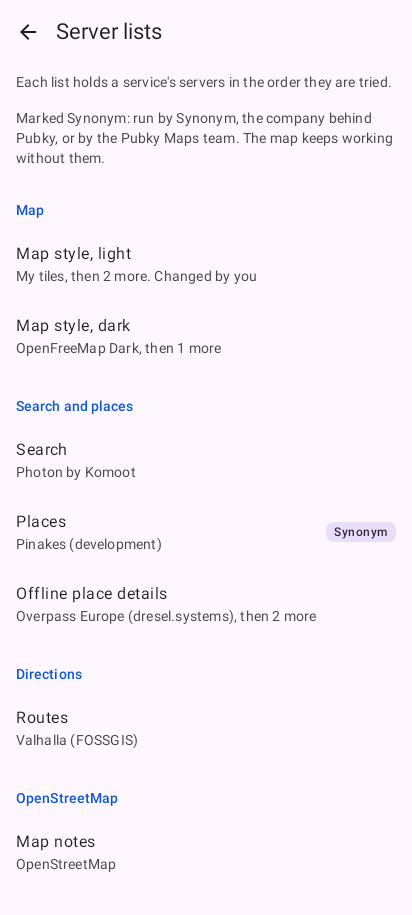 Server lists
Each list holds a service's servers in the order they are tried.
Marked Synonym: run by Synonym, the company behind
Pubky, or by the Pubky Maps team. The map keeps working
without them.
Map
Map style, light
My tiles, then 2 more. Changed by you
Map style, dark
OpenFreeMap Dark, then 1 more
Search and places
Search
Photon by Komoot
Places
Pinakes (development)
Synonym
Offline place details
Overpass Europe (dresel.systems), then 2 more
Directions
Routes
Valhalla (FOSSGIS)
OpenStreetMap
Map notes
OpenStreetMap